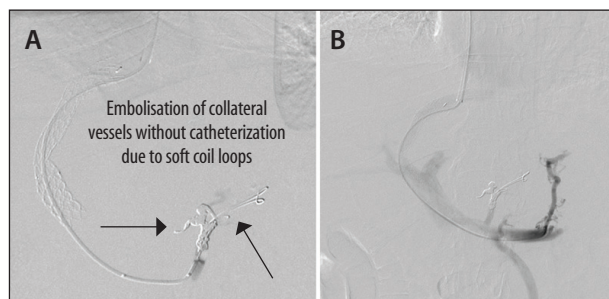 A
Embolisation of collateral
vessels without catheterization
due to soft coil loops
B